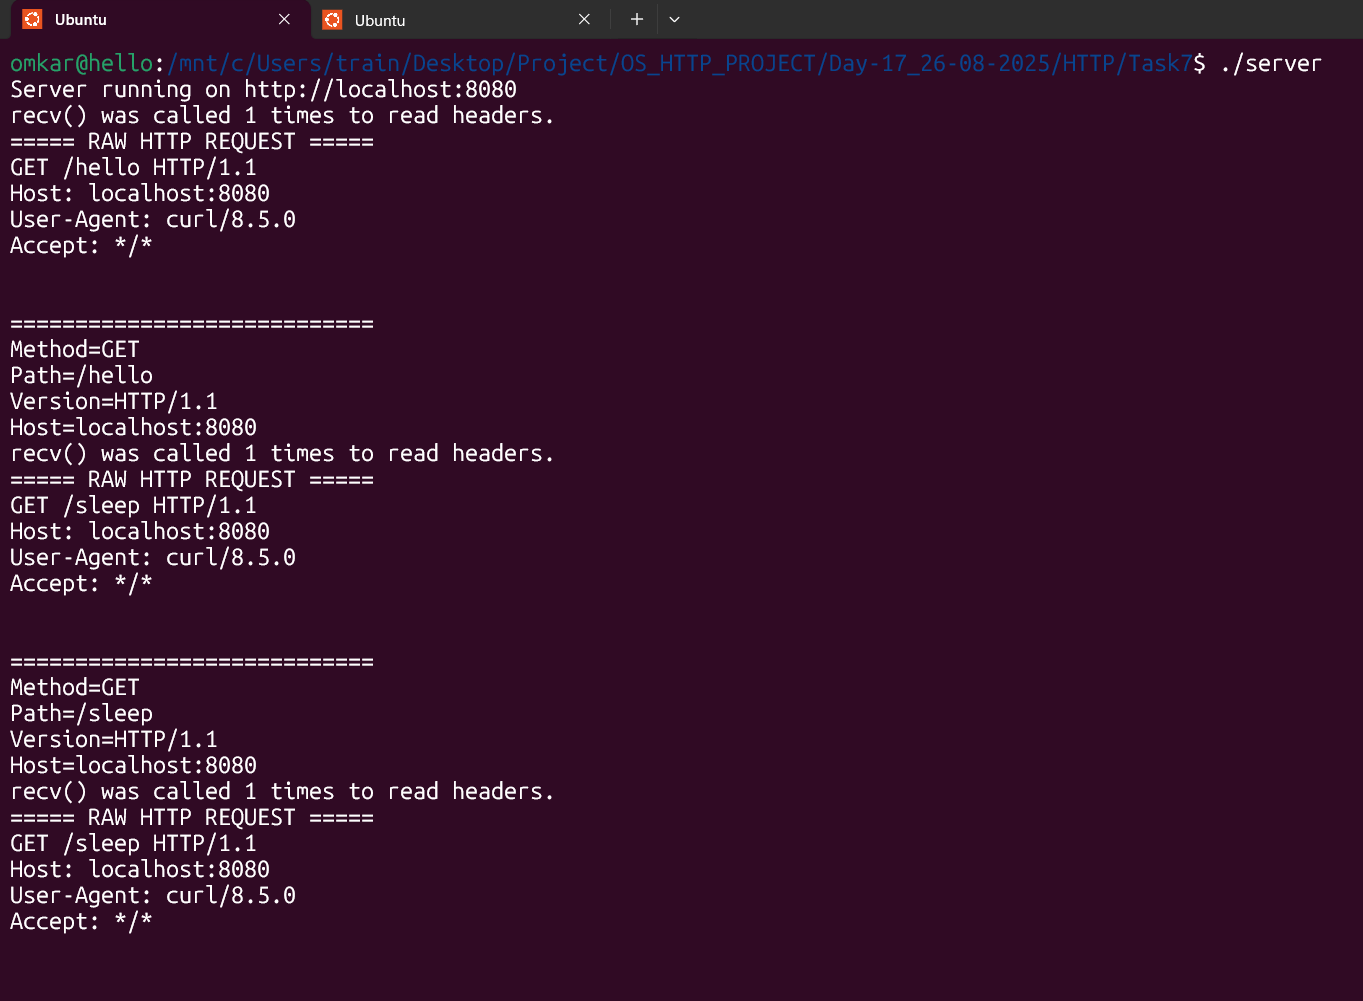 Ubuntu
Ubuntu
omkar@hello:/mnt/c/Users/train/Desktop/Project/OS_HTTP_PROJECT/Day-17_26-08-2025/HTTP/Task7$ ./server
Server running on http://localhost:8080
recv() was called 1 times to read headers.
===== RAW HTTP REQUEST =====
GET /hello HTTP/1.1
Host: localhost:8080
User-Agent: curl/8.5.0
Accept: */*
============================
Method=GET
Path=/hello
Version=HTTP/1.1
Host=localhost:8080
recv() was called 1 times to read headers.
===== RAW HTTP REQUEST =====
GET /sleep HTTP/1.1
Host: localhost:8080
User-Agent: curl/8.5.0
Accept: */*
============================
Method=GET
Path=/sleep
Version=HTTP/1.1
Host=localhost:8080
recv() was called 1 times to read headers.
===== RAW HTTP REQUEST =====
GET /sleep HTTP/1.1
Host: localhost:8080
User-Agent: curl/8.5.0
Accept: */*